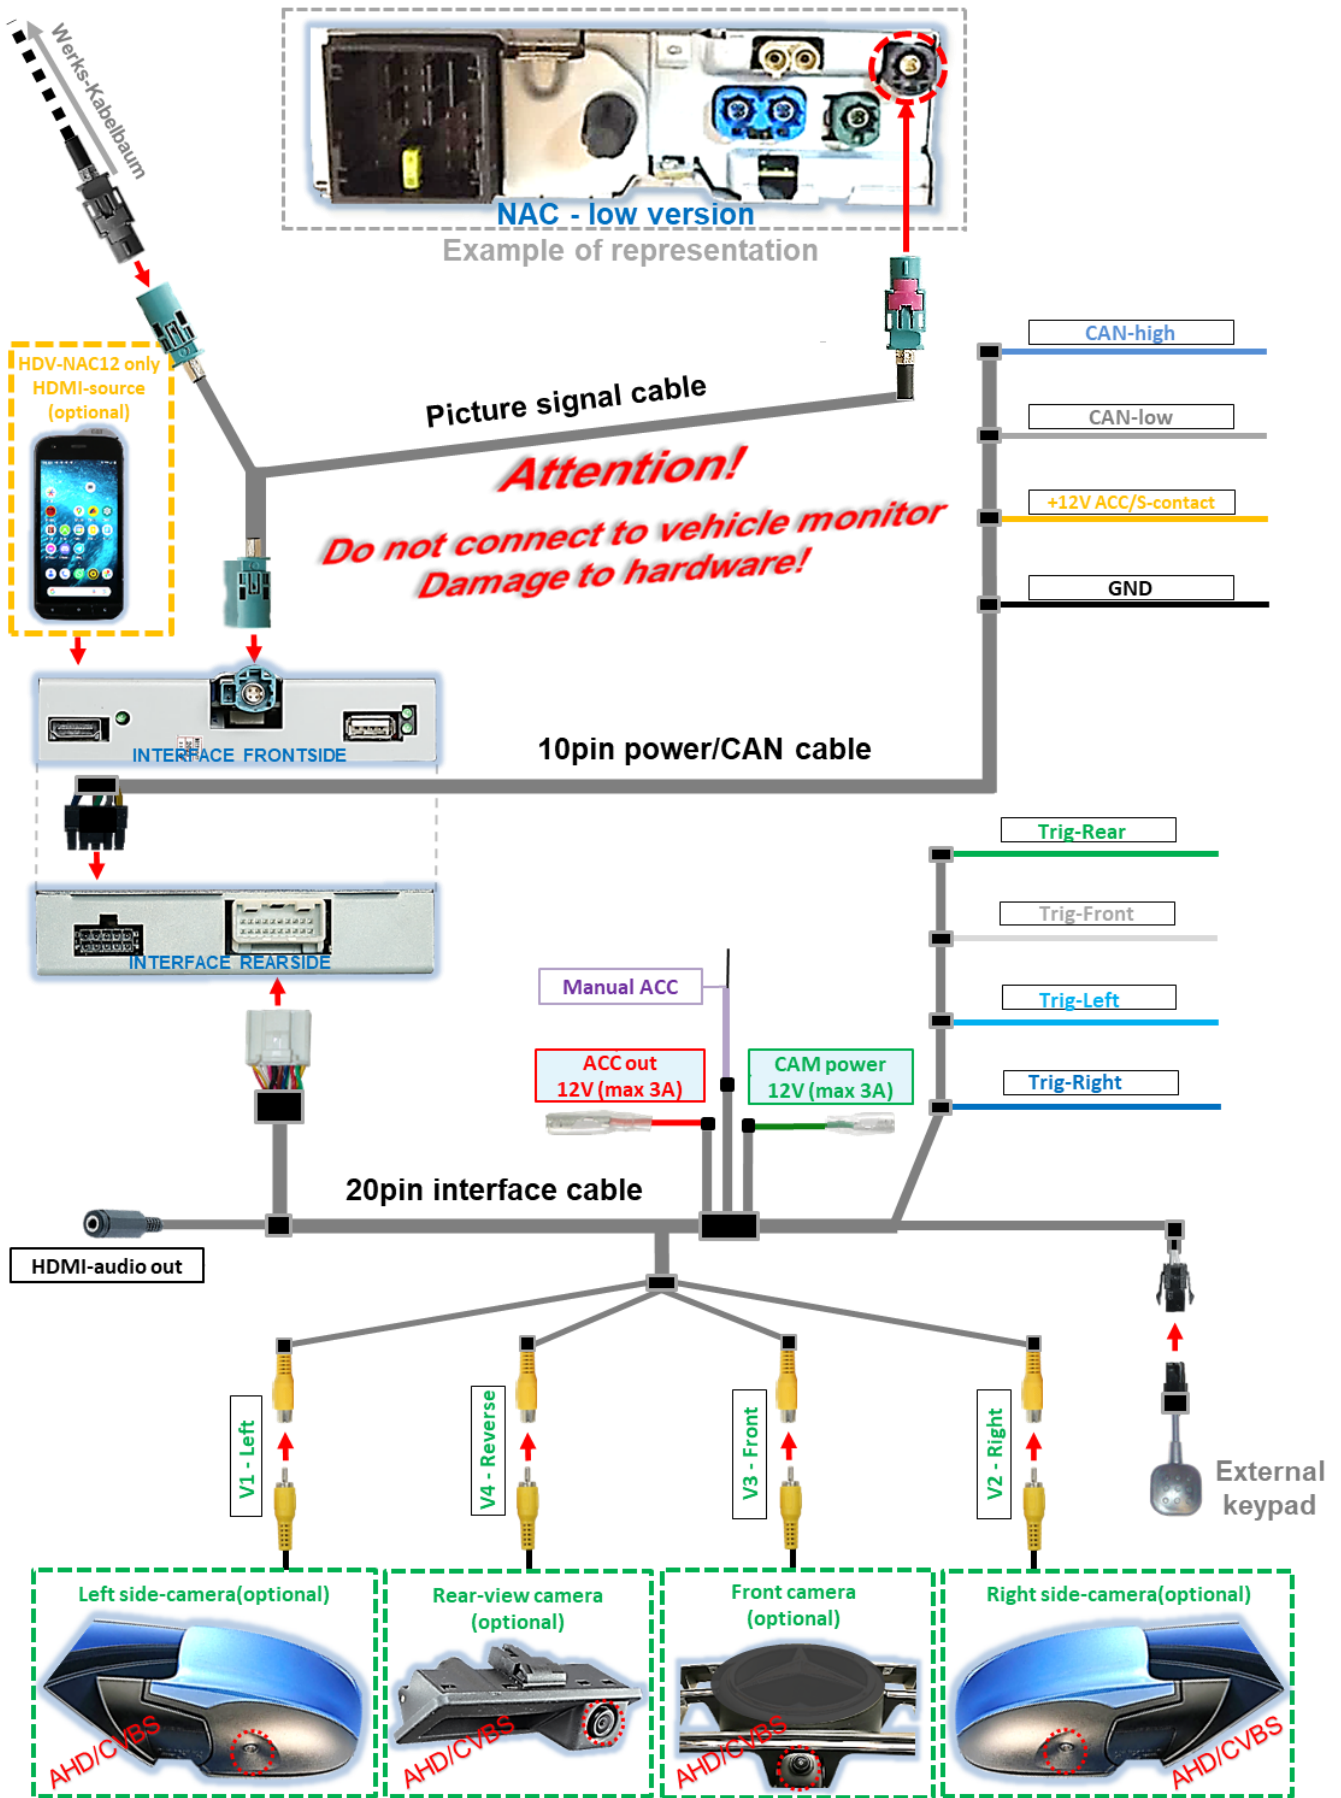 Werks-Kabelbaum
NAC - low version
Example of representation
HDV-NAC12 only
HDMI-source
(optional)
Picture signal cable
Attention!
Do not connect to vehicle monitor
Damage to hardware!
CAN-high
CAN-low
+12V ACC/S-contact
GND
INTERFACE FRONTSIDE
10pin power/CAN cable
INTERFACE REARSIDE
Trig-Rear
Trig-Front
Trig-Left
Trig-Right
Manual ACC
ACC out
12V (max 3A)
CAM power
12V (max 3A)
20pin interface cable
HDMI-audio out
V1 - Left
V4 - Reverse
V3 - Front
V2 - Right
External
keypad
Left side-camera(optional)
AHD/CVBS
Rear-view camera
(optional)
AHD/CVBS
Front camera
(optional)
AHD/CVBS
Right side-camera(optional)
AHD/CVBS